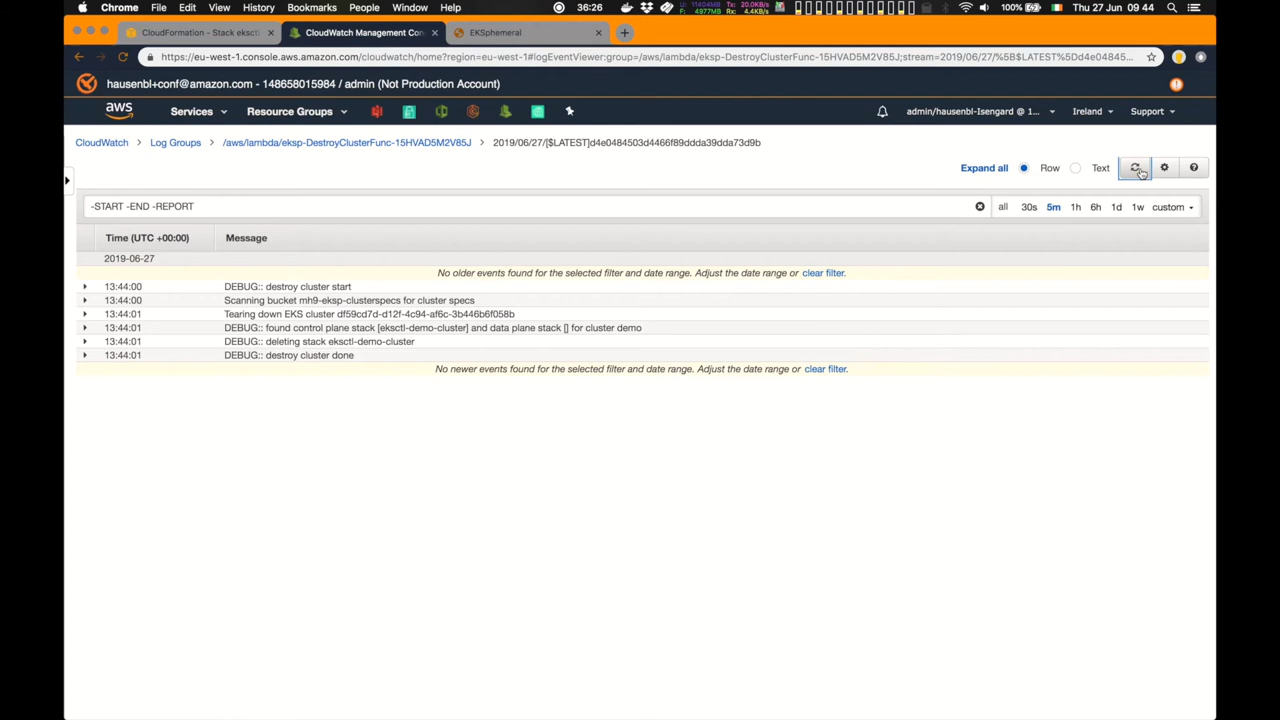 Chrome File Edit View History Bookmarks People Window Help 36:26 100% Thu 27 Jun 09 44
CloudFormation - Stack eksctl CloudWatch Management Con EKSphemeral
https://eu-west-1.console.aws.amazon.com/cloudwatch/home?region=eu-west-1#logEventViewer:group=/aws/lambda/eksp-DestroyClusterFunc-15HVAD5M2V85J;stream=2019/06/27/%5B$LATEST%5Dd4e0484503d4466f89ddda39dda73d9b...
hausenbl+conf@amazon.com - 148658015984 / admin (Not Production Account)
aws Services Resource Groups admin/hausenbl-Isengard @ 1... Ireland Support
CloudWatch Log Groups /aws/lambda/eksp-DestroyClusterFunc-15HVAD5M2V85J 2019/06/27/[$LATEST]d4e0484503d4466f89ddda39dda73d9b
Expand all Row Text
-START -END -REPORT all 30s 5m 1h 6h 1d 1w custom
Time (UTC +00:00) Message
2019-06-27
No older events found for the selected filter and date range. Adjust the date range or clear filter.
13:44:00 DEBUG:: destroy cluster start
13:44:00 Scanning bucket mh9-eksp-clusterspecs for cluster specs
13:44:01 Tearing down EKS cluster df59cd7d-d12f-4c94-af6c-3b446b6f058b
13:44:01 DEBUG:: found control plane stack [eksctl-demo-cluster] and data plane stack [] for cluster demo
13:44:01 DEBUG:: deleting stack eksctl-demo-cluster
13:44:01 DEBUG:: destroy cluster done
No newer events found for the selected filter and date range. Adjust the date range or clear filter.